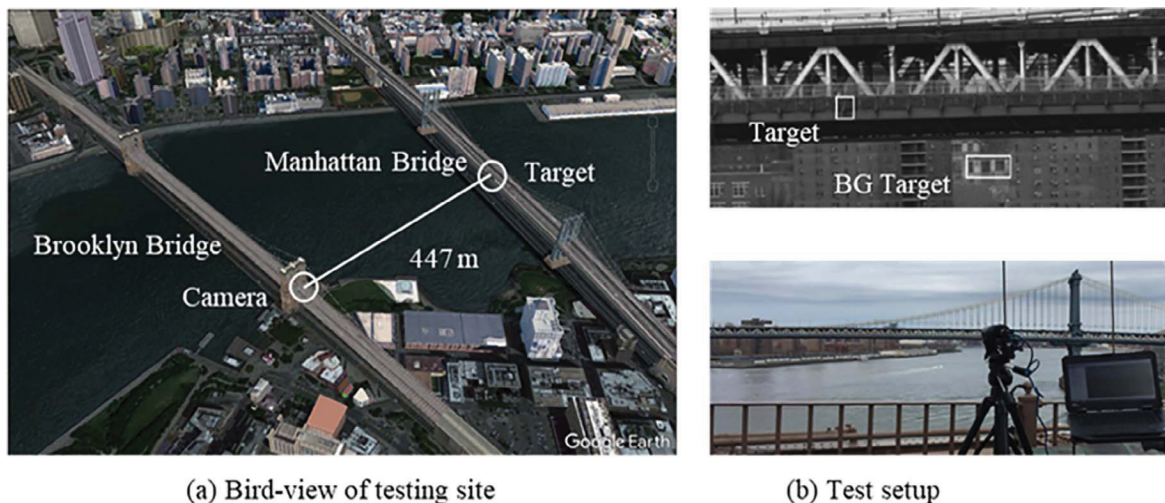 Manhattan Bridge
Target
Brooklyn Bridge
447 m
Camera
Google Earth
(a) Bird-view of testing site
Target
BG Target
(b) Test setup